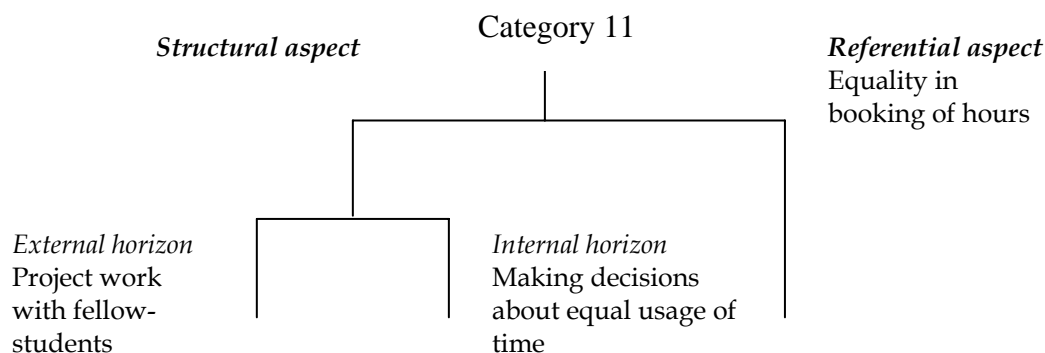 Category 11
Structural aspect
Referential aspect
Equality in
booking of hours
External horizon
Project work
with fellow-
students
Internal horizon
Making decisions
about equal usage of
time